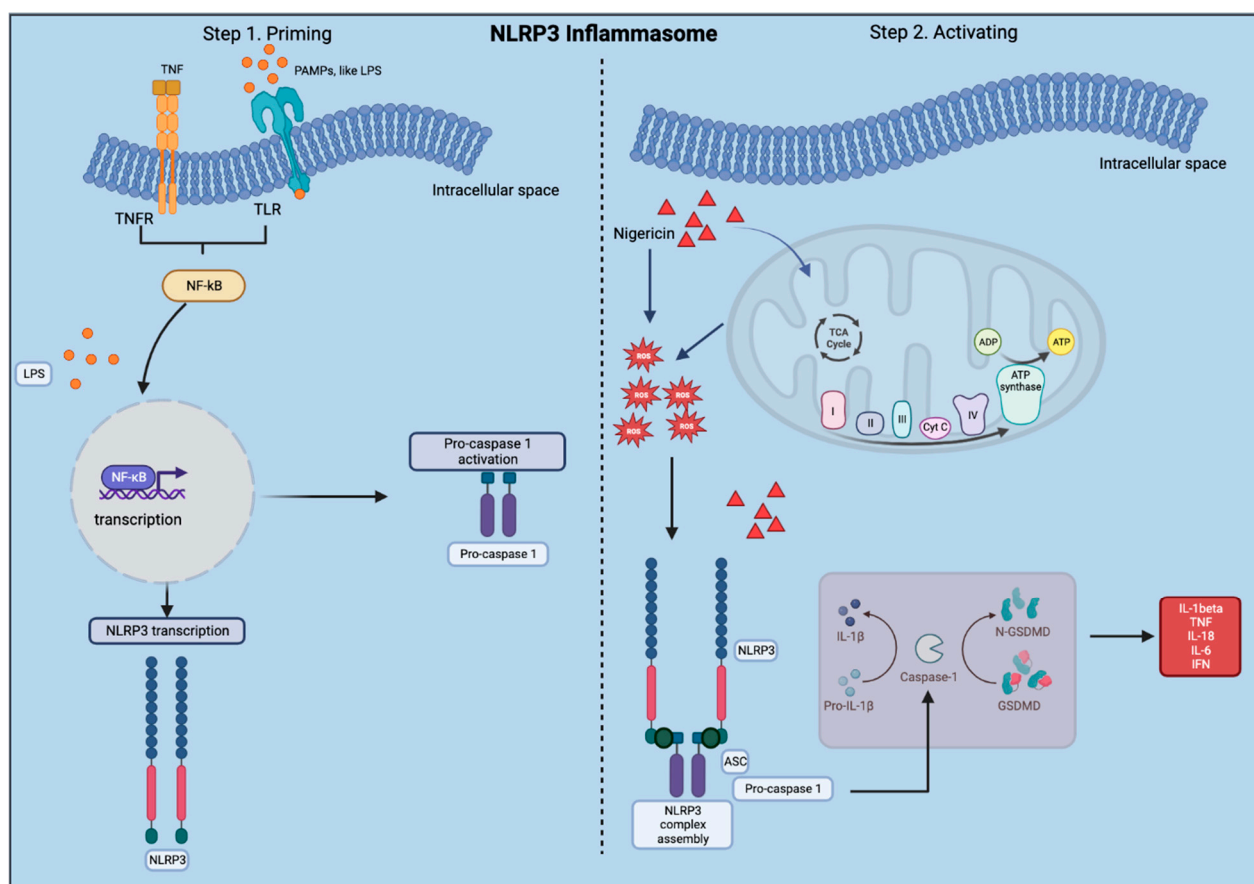 NLRP3 Inflammasome
Step 1. Priming
TNF
PAMPs, like LPS
Intracellular space
TNFR
TLR
NF-kB
LPS
NF-κB
transcription
Pro-caspase 1
activation
Pro-caspase 1
NLRP3 transcription
NLRP3
Step 2. Activating
Intracellular space
Nigericin
TCA
Cycle
ADP
ATP
ATP
synthase
I
II
III
Cyt C
IV
ROS
ROS
ROS
ROS
ROS
NLRP3
ASC
Pro-caspase 1
NLRP3
complex
assembly
IL-1β
Pro-IL-1β
Caspase-1
N-GSDMD
GSDMD
IL-1beta
TNF
IL-18
IL-6
IFN